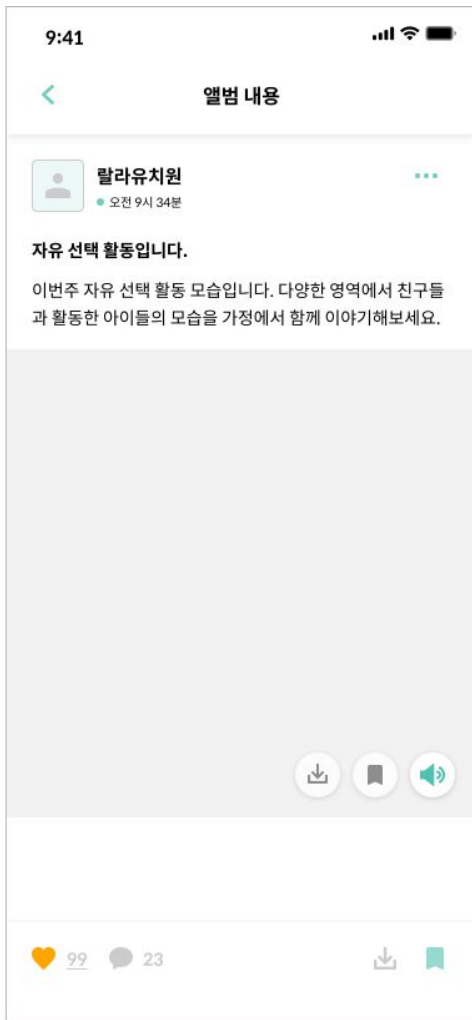 9:41
앨범 내용
랄라유치원
오전 9시 34분
자유 선택 활동입니다.
이번주 자유 선택 활동 모습입니다. 다양한 영역에서 친구들
과 활동한 아이들의 모습을 가정에서 함께 이야기해보세요.
99 23